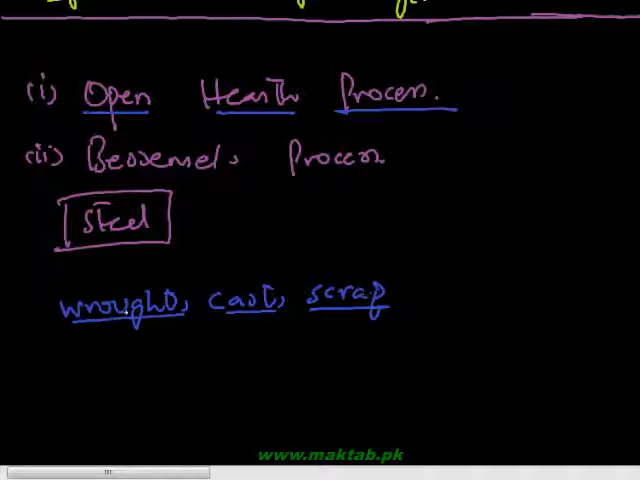 (i) Open Hearth Process.
(ii) Bessemer's Process
Steel
wrought, cast, scrap
www.maktab.pk